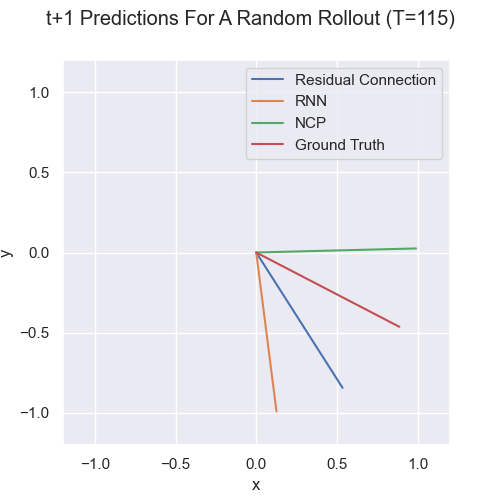 t+1 Predictions For A Random Rollout (T=115)
Residual Connection
RNN
NCP
Ground Truth
1.0
0.5
0.0
−0.5
−1.0
y
−1.0 −0.5 0.0 0.5 1.0
x